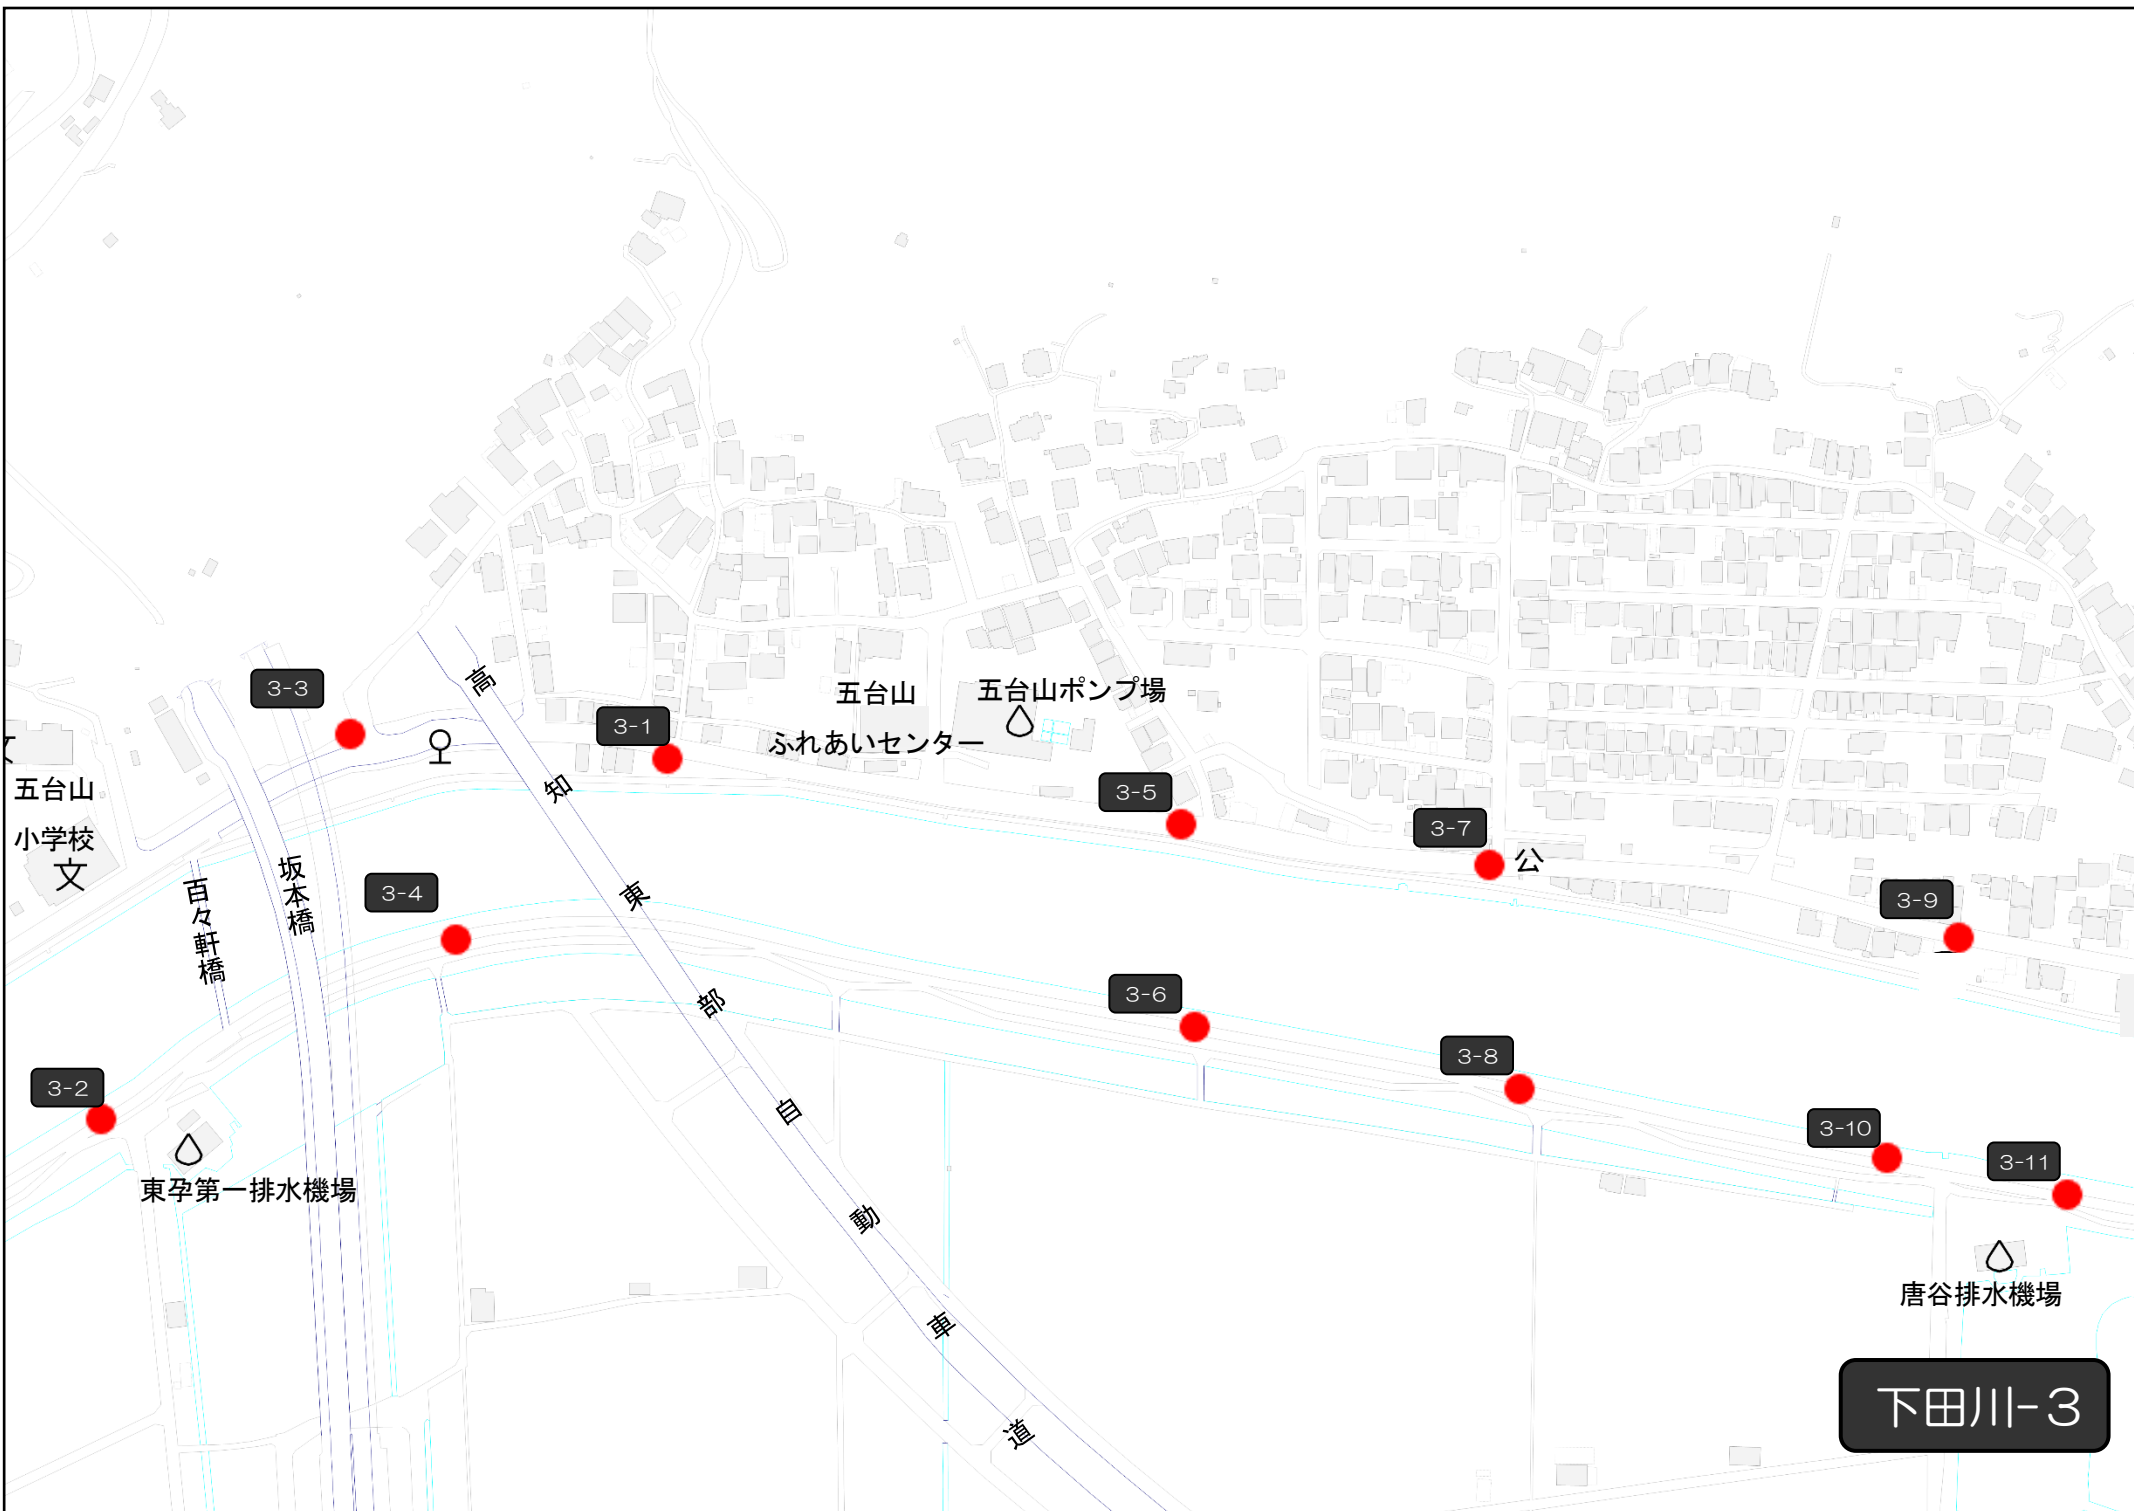 3-3
3-1
五台山
ふれあいセンター
五台山ポンプ場
3-5
3-7
公
3-9
五台山
小学校
文
百々軒橋
坂本橋
3-4
高知東部自動車道
3-2
東孕第一排水機場
3-6
3-8
3-10
3-11
唐谷排水機場
下田川-3